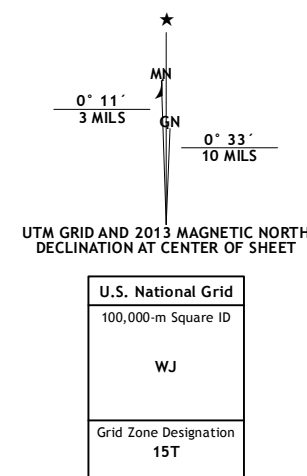 ★
MN
GN
0° 11´
3 MILS
0° 33´
10 MILS
UTM GRID AND 2013 MAGNETIC NORTH
DECLINATION AT CENTER OF SHEET
U.S. National Grid
100,000-m Square ID
WJ
Grid Zone Designation
15T